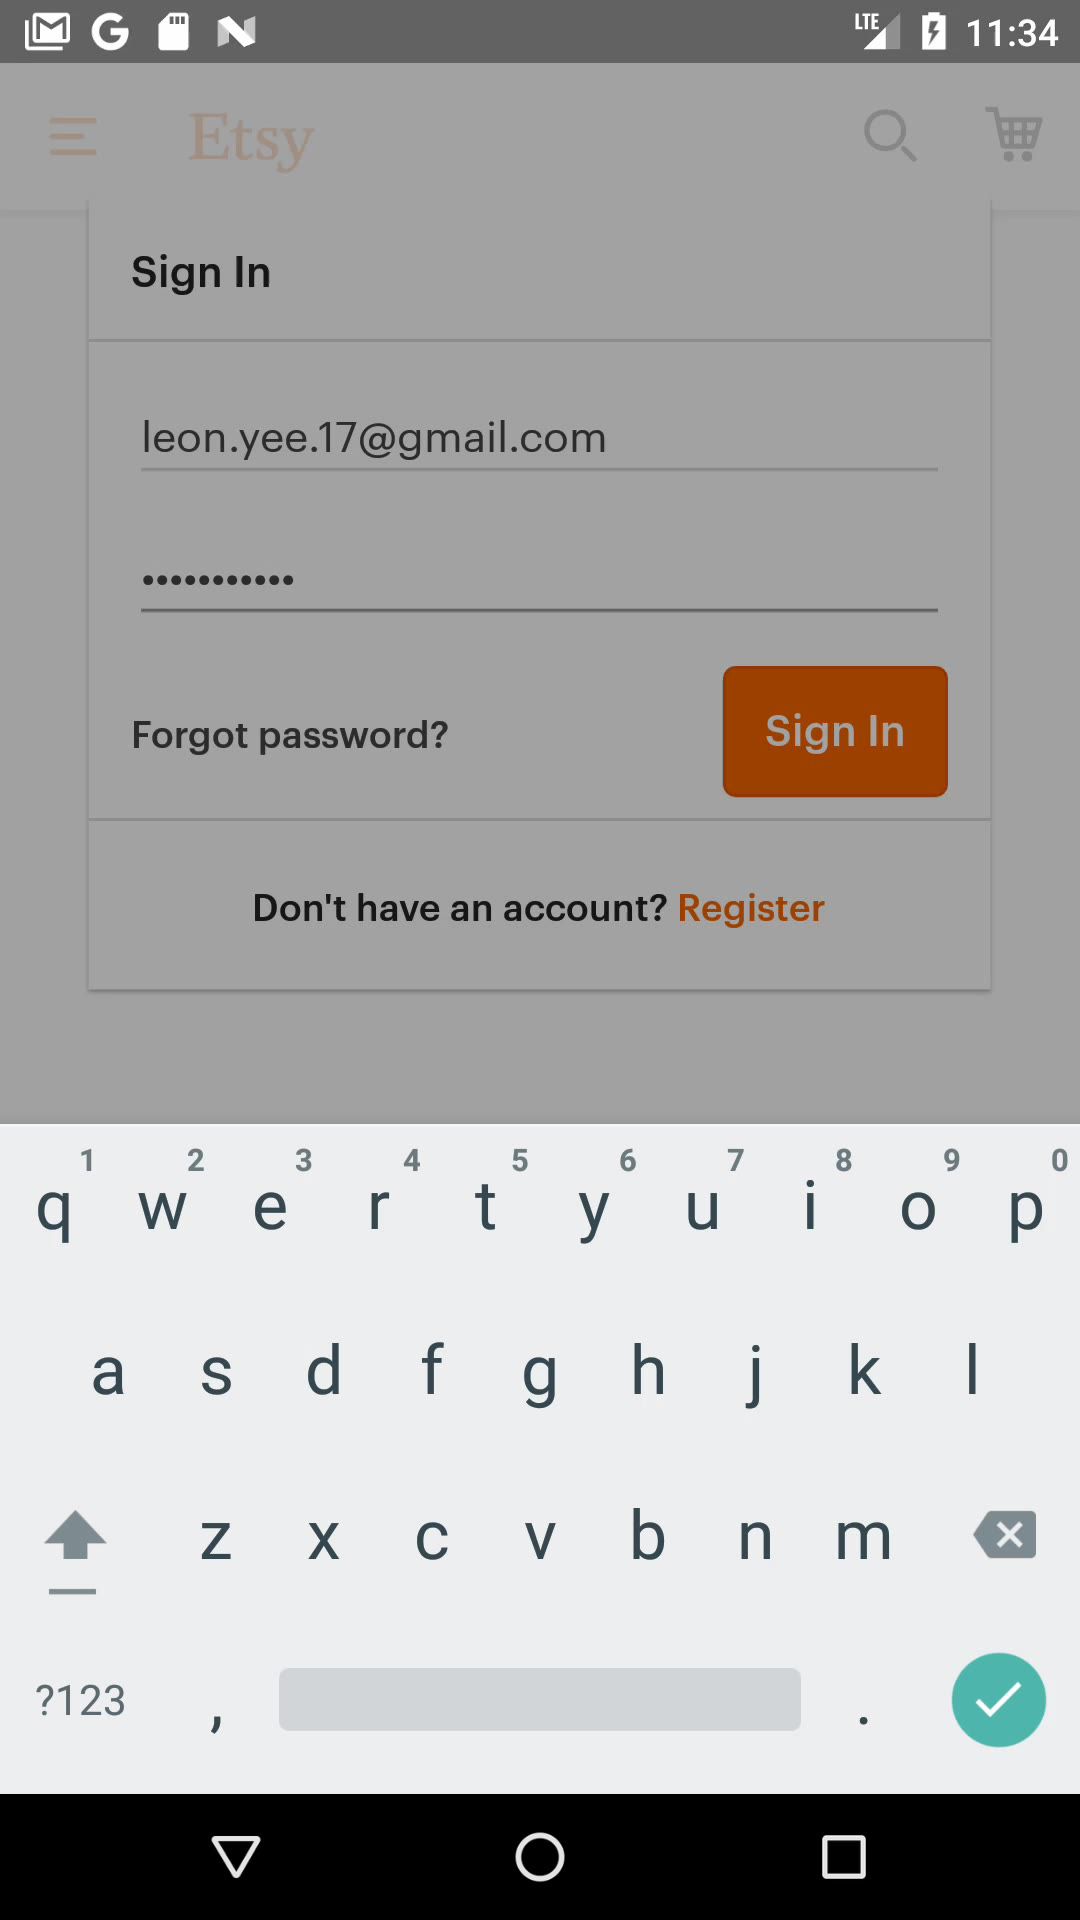 LTE 11:34
Etsy
Sign In
leon.yee.17@gmail.com
•••••••••••
Forgot password?
Sign In
Don't have an account? Register
1 2 3 4 5 6 7 8 9 0
q w e r t y u i o p
a s d f g h j k l
z x c v b n m
?123 , .